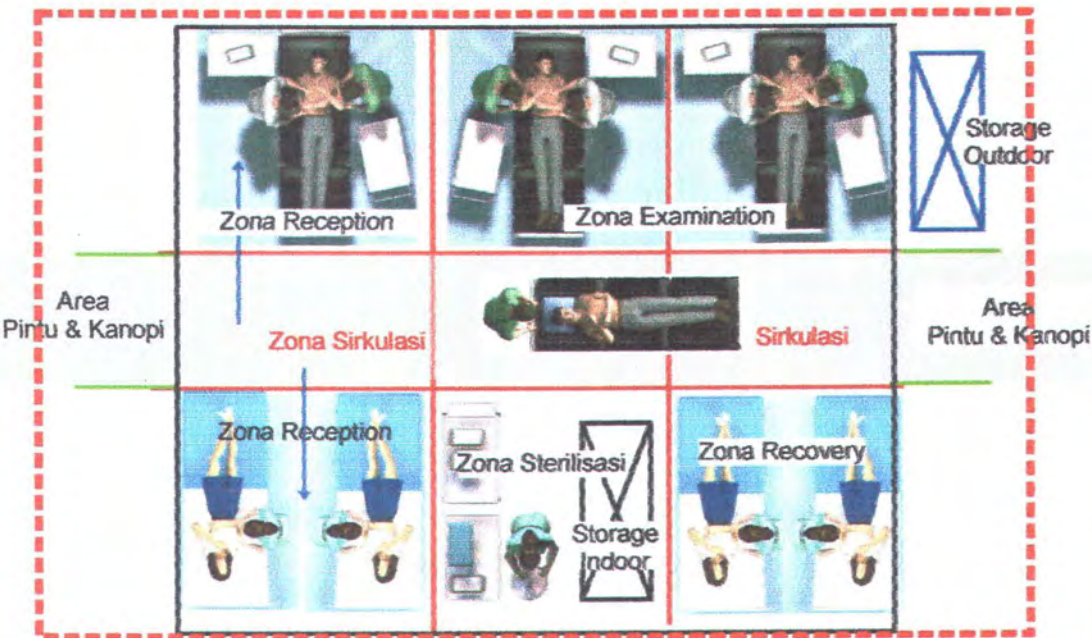 Zona Reception
Zona Examination
Storage
Outdoor
Area
Pintu & Kanopi
Zona Sirkulasi
Sirkulasi
Area
Pintu & Kanopi
Zona Reception
Zona Sterilisasi
Storage
Indoor
Zona Recovery